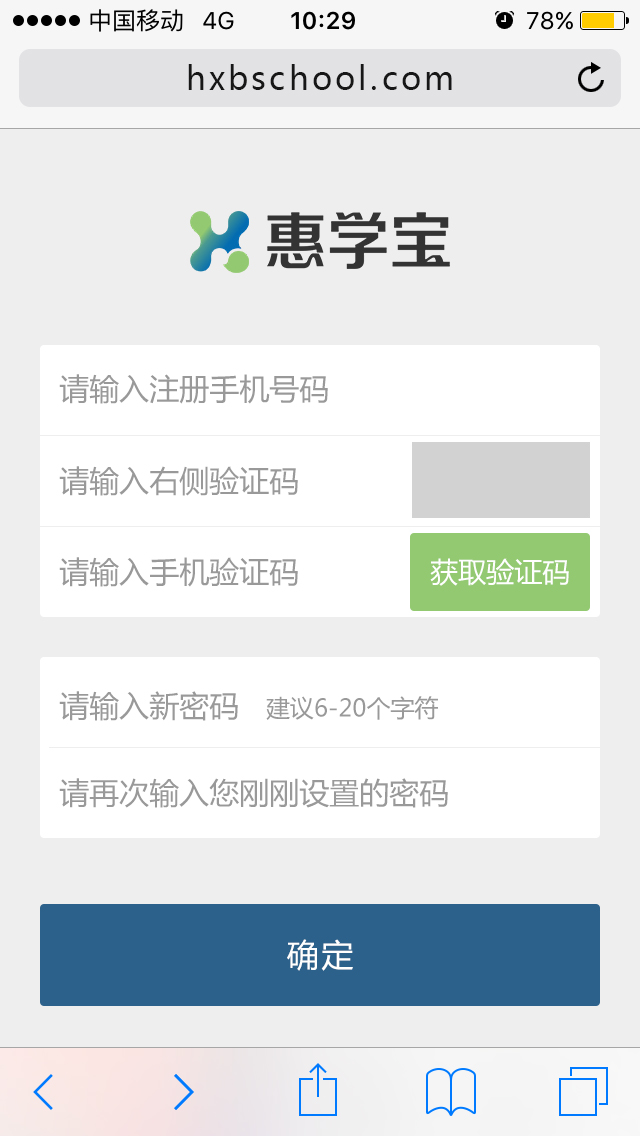 中国移动 4G 10:29 78%
hxbschool.com
惠学宝
请输入注册手机号码
请输入右侧验证码
请输入手机验证码 获取验证码
请输入新密码 建议6-20个字符
请再次输入您刚刚设置的密码
确定